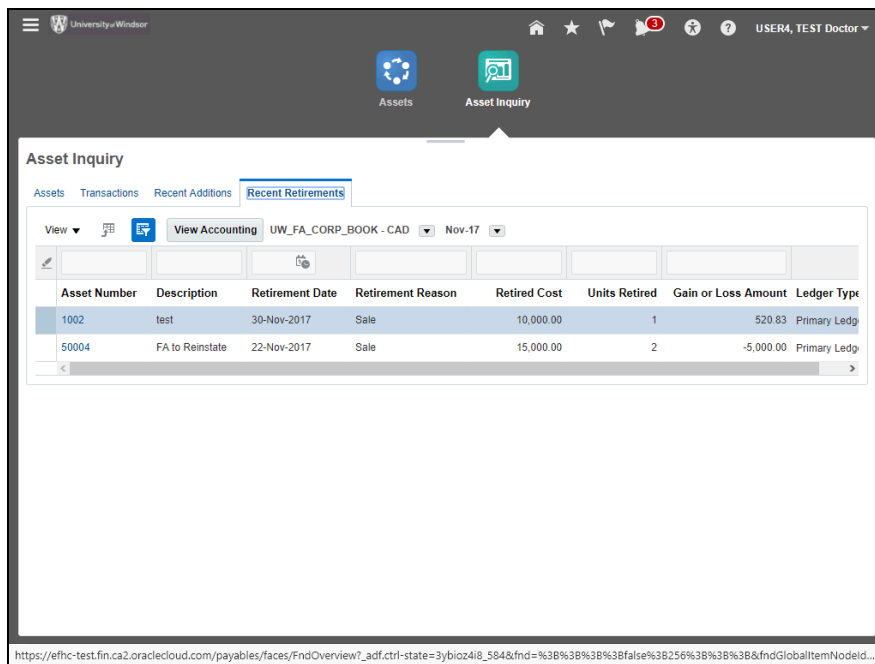 University of Windsor
3
USER4, TEST Doctor
Assets
Asset Inquiry
Asset Inquiry
Assets Transactions Recent Additions Recent Retirements
View View Accounting UW_FA_CORP_BOOK - CAD Nov-17
Asset Number Description Retirement Date Retirement Reason Retired Cost Units Retired Gain or Loss Amount Ledger Type
1002 test 30-Nov-2017 Sale 10,000.00 1 520.83 Primary Ledg
50004 FA to Reinstate 22-Nov-2017 Sale 15,000.00 2 -5,000.00 Primary Ledg
https://efhc-test.fin.ca2.oraclecloud.com/payables/faces/FndOverview?_adf.ctrl-state=3ybioz4i8_584&fnd=%3B%3B%3B%3Bfalse%3B256%3B%3B%3B&fndGlobalItemNodeId...